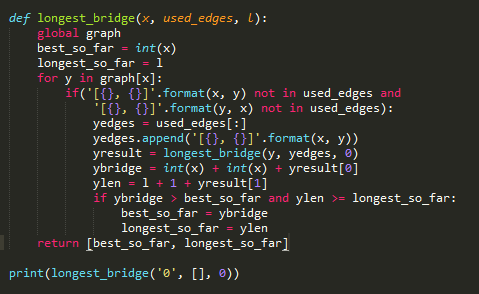 def longest_bridge(x, used_edges, l):
    global graph
    best_so_far = int(x)
    longest_so_far = l
    for y in graph[x]:
        if('[{}, {}]'.format(x, y) not in used_edges and
            '[{}, {}]'.format(y, x) not in used_edges):
            yedges = used_edges[:]
            yedges.append('[{}, {}]'.format(x, y))
            yresult = longest_bridge(y, yedges, 0)
            ybridge = int(x) + int(x) + yresult[0]
            ylen = l + 1 + yresult[1]
            if ybridge > best_so_far and ylen >= longest_so_far:
                best_so_far = ybridge
                longest_so_far = ylen
    return [best_so_far, longest_so_far]
print(longest_bridge('0', [], 0))